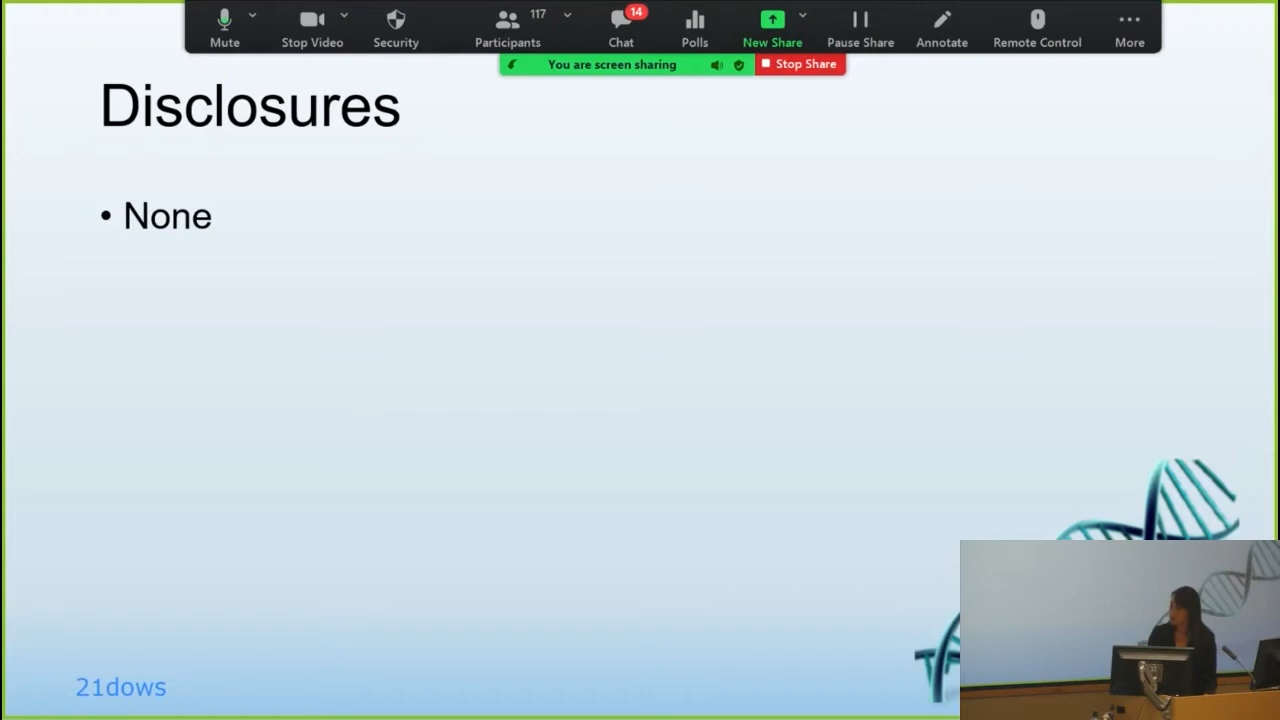 117
14
Mute
Stop Video
Security
Participants
Chat
Polls
New Share
Pause Share
Annotate
Remote Control
More
You are screen sharing
Stop Share
Disclosures
• None
21dows